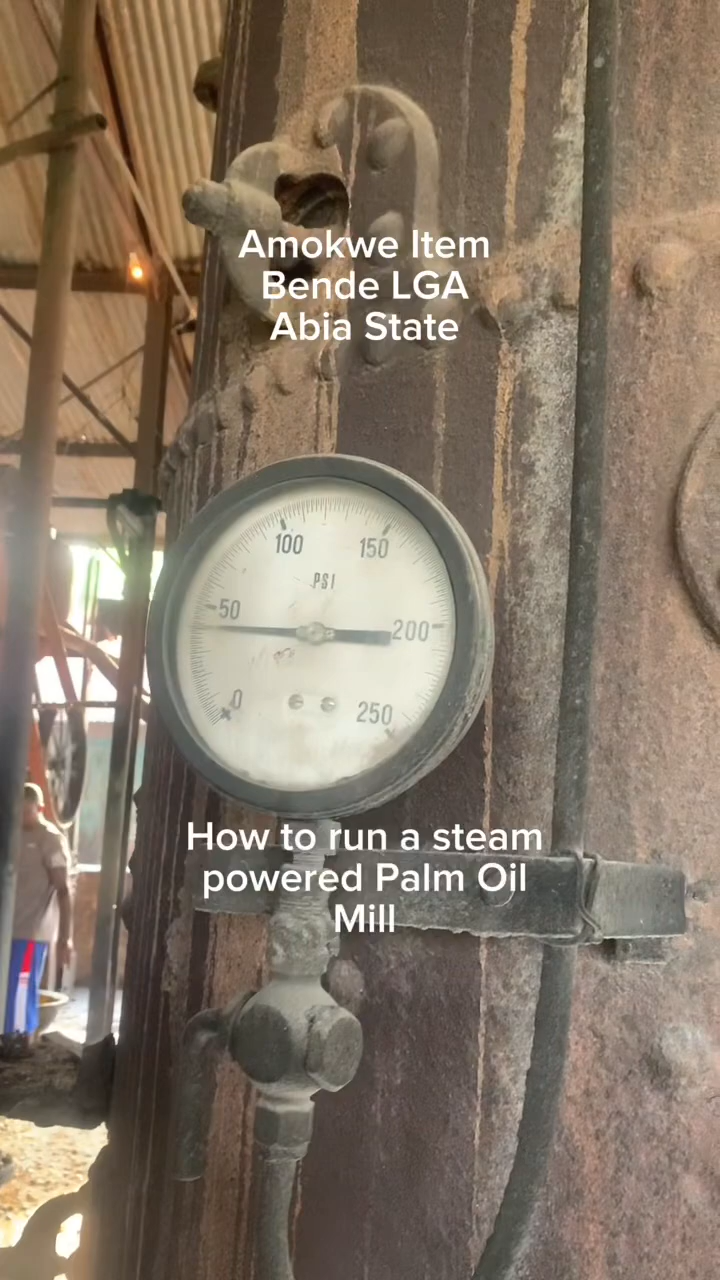 Amokwe Item
Bende LGA
Abia State
100
150
PSI
50
200
0
250
How to run a steam
powered Palm Oil
Mill